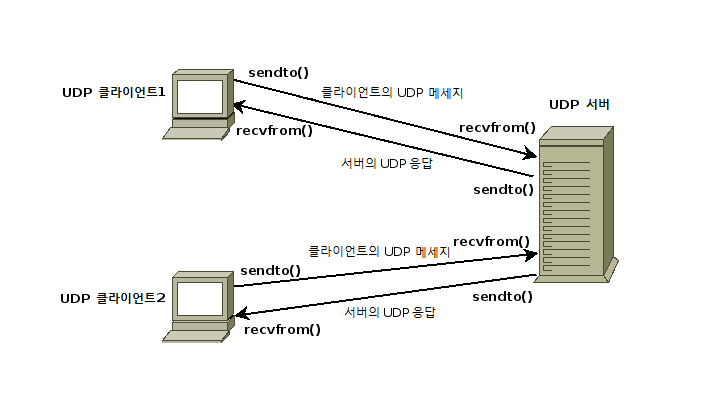 sendto()
UDP 클라이언트1
클라이언트의 UDP 메세지
UDP 서버
recvfrom()
recvfrom()
서버의 UDP 응답
sendto()
클라이언트의 UDP 메세지
recvfrom()
sendto()
UDP 클라이언트2
sendto()
서버의 UDP 응답
recvfrom()